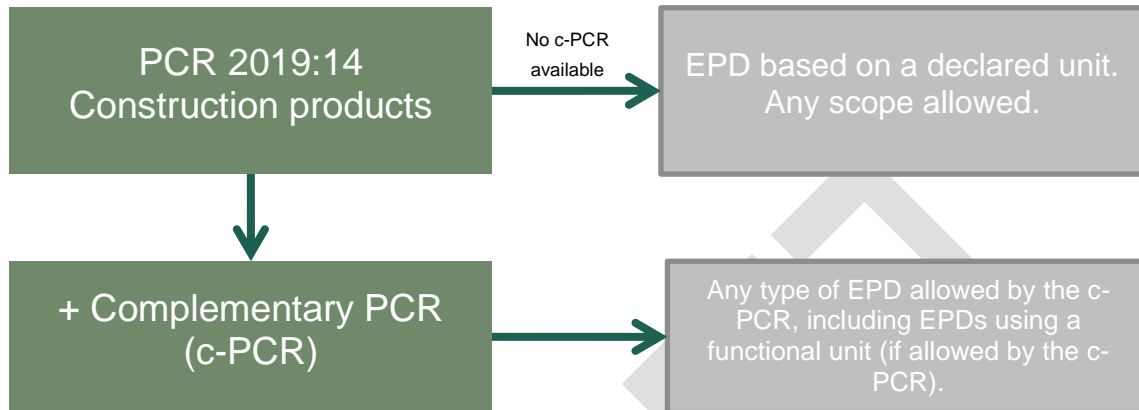 PCR 2019:14
Construction products
No c-PCR
available
EPD based on a declared unit.
Any scope allowed.
+ Complementary PCR
(c-PCR)
Any type of EPD allowed by the c-
PCR, including EPDs using a
functional unit (if allowed by the c-
PCR).